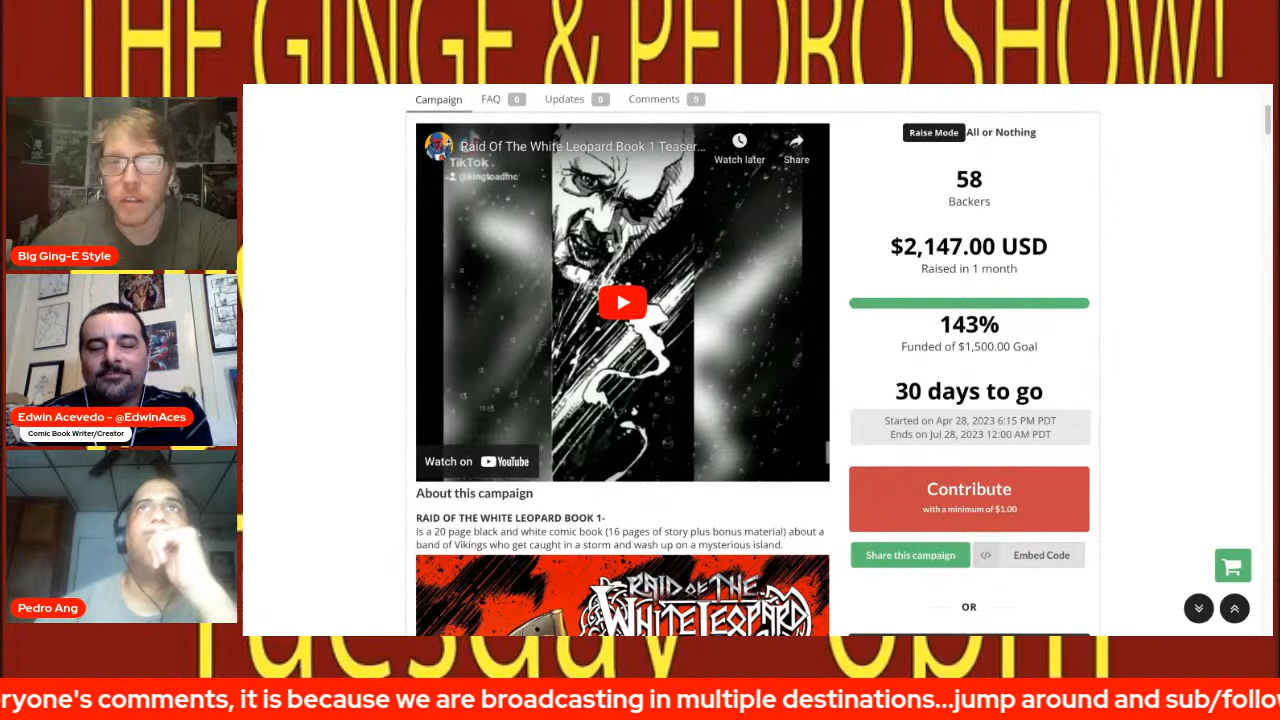 THE GINGE & PEDRO SHOW!
Campaign FAQ 0 Updates 0 Comments 0
Raid Of The White Leopard Book 1 Teaser...
Watch later
Share
TikTok
@kingtoadinc
Watch on YouTube
Raise Mode All or Nothing
58
Backers
$2,147.00 USD
Raised in 1 month
143%
Funded of $1,500.00 Goal
30 days to go
Started on Apr 28, 2023 6:15 PM PDT
Ends on Jul 28, 2023 12:00 AM PDT
Contribute
with a minimum of $1.00
Share this campaign
</> Embed Code
OR
About this campaign
RAID OF THE WHITE LEOPARD BOOK 1-
Is a 20 page black and white comic book (16 pages of story plus bonus material) about a
band of Vikings who get caught in a storm and wash up on a mysterious island.
RAID OF THE
WHITE LEOPARD
Big Ging-E Style
Edwin Acevedo - @EdwinAces
Comic Book Writer/Creator
Pedro Ang
Tuesday 8pm
ryone's comments, it is because we are broadcasting in multiple destinations...jump around and sub/follo